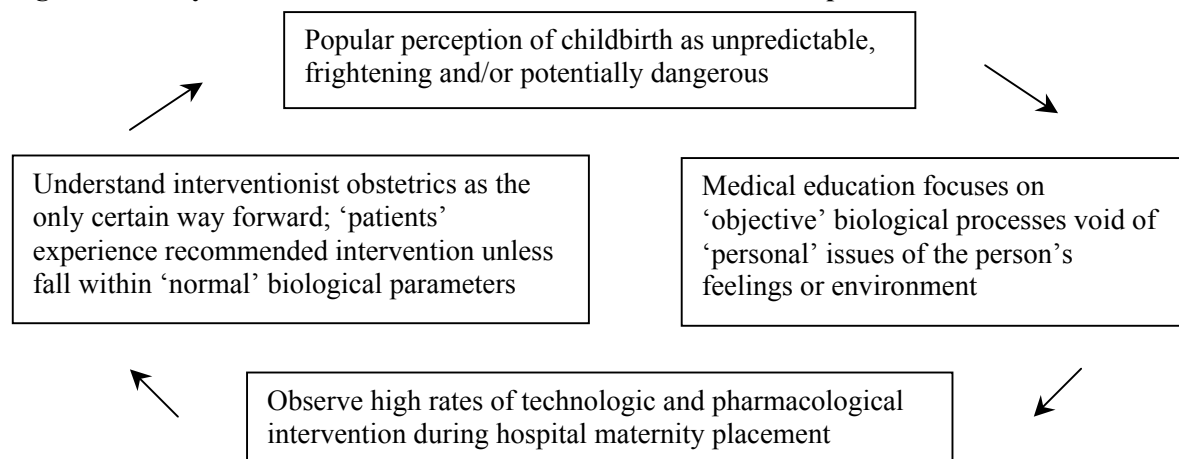 Popular perception of childbirth as unpredictable,
frightening and/or potentially dangerous
Understand interventionist obstetrics as the
only certain way forward; ‘patients’
experience recommended intervention unless
fall within ‘normal’ biological parameters
Medical education focuses on
‘objective’ biological processes void of
‘personal’ issues of the person’s
feelings or environment
Observe high rates of technologic and pharmacological
intervention during hospital maternity placement